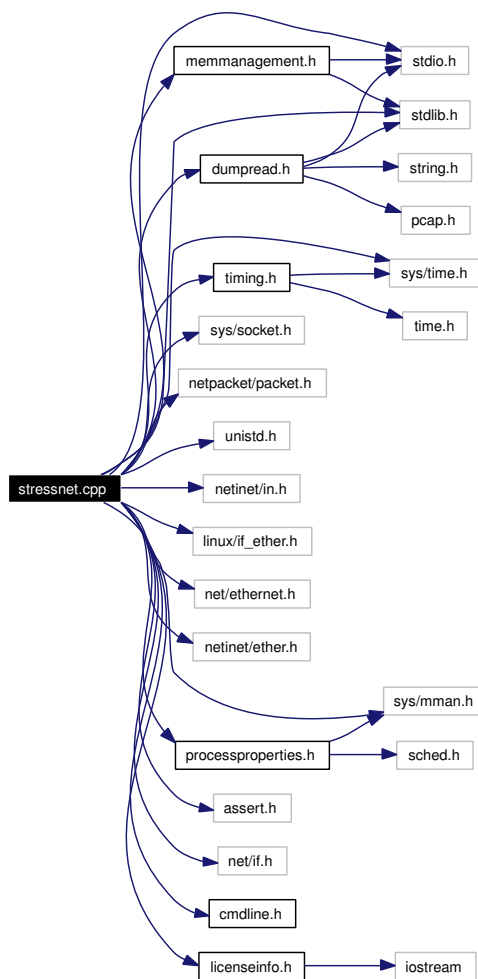 memmanagement.h
stdio.h
stdlib.h
dumpread.h
string.h
pcap.h
timing.h
sys/time.h
time.h
sys/socket.h
netpacket/packet.h
unistd.h
stressnet.cpp
netinet/in.h
linux/if_ether.h
net/ethernet.h
netinet/ether.h
sys/mman.h
processproperties.h
sched.h
assert.h
net/if.h
cmdline.h
licenseinfo.h
iostream